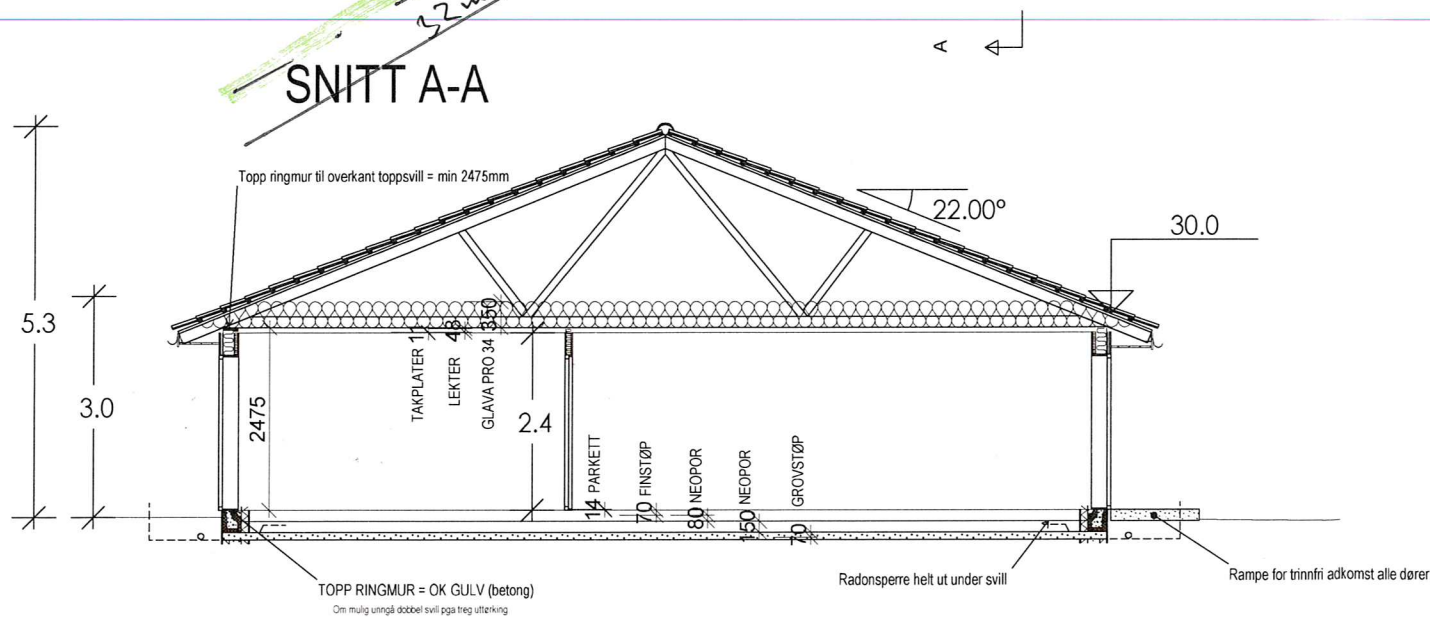 A
SNITT A-A
Topp ringmur til overkant toppsvill = min 2475mm
22.00°
30.0
5.3
3.0
2475
TAKPLATER 11
LEKTER 48
GLAVA PRO 34 350
2.4
14 PARKETT
70 FINSTØP
80 NEOPOR
150 NEOPOR
70 GROVSTØP
TOPP RINGMUR = OK GULV (betong)
Om mulig unngå dobbel svill pga treg uttørking
Radonsperre helt ut under svill
Rampe for trinnfri adkomst alle dører